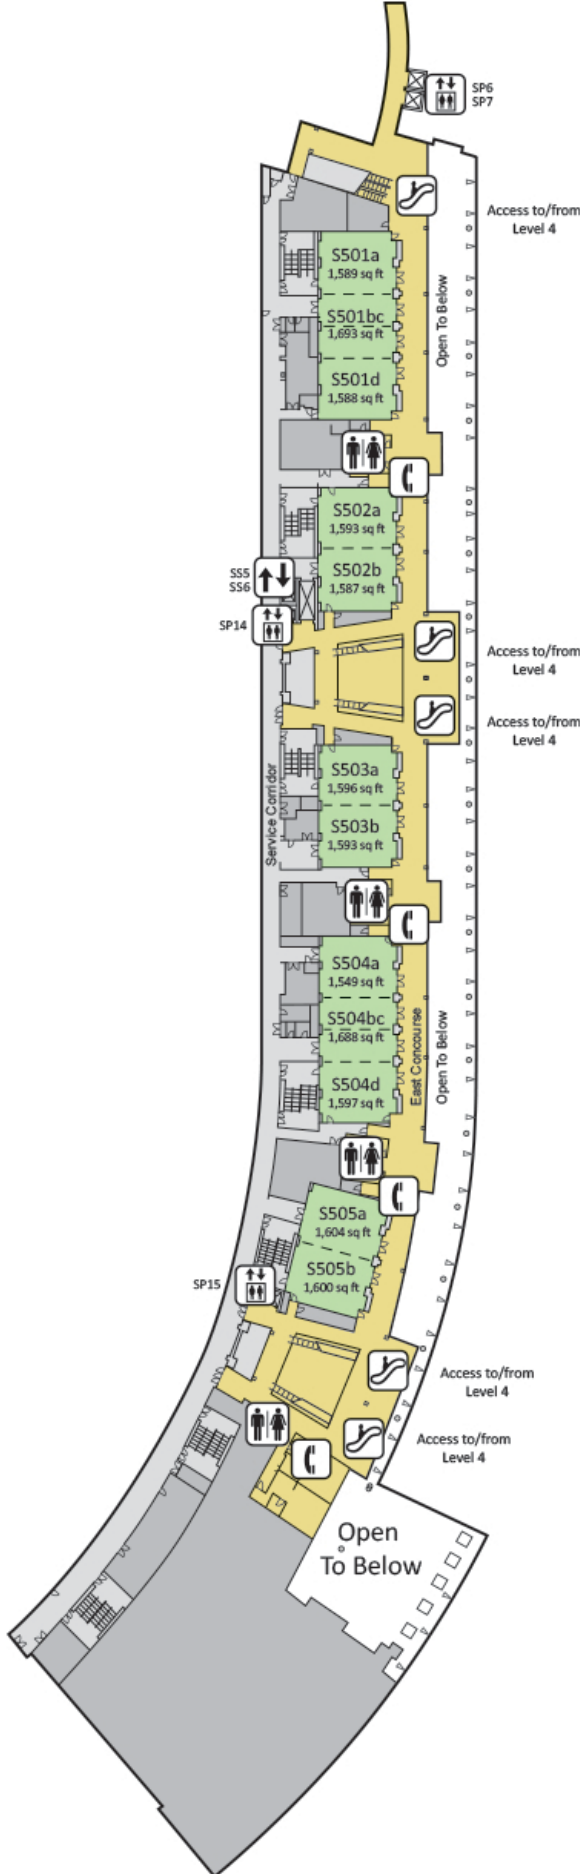 SP6
SP7
Access to/from
Level 4
S501a
1,589 sq ft
S501bc
1,693 sq ft
S501d
1,588 sq ft
Open To Below
S502a
1,593 sq ft
S502b
1,587 sq ft
SS5
SS6
SP14
Access to/from
Level 4
Access to/from
Level 4
S503a
1,596 sq ft
S503b
1,593 sq ft
Service Corridor
S504a
1,549 sq ft
S504bc
1,688 sq ft
S504d
1,597 sq ft
East Concourse
Open To Below
S505a
1,604 sq ft
S505b
1,600 sq ft
SP15
Access to/from
Level 4
Access to/from
Level 4
Open
To Below